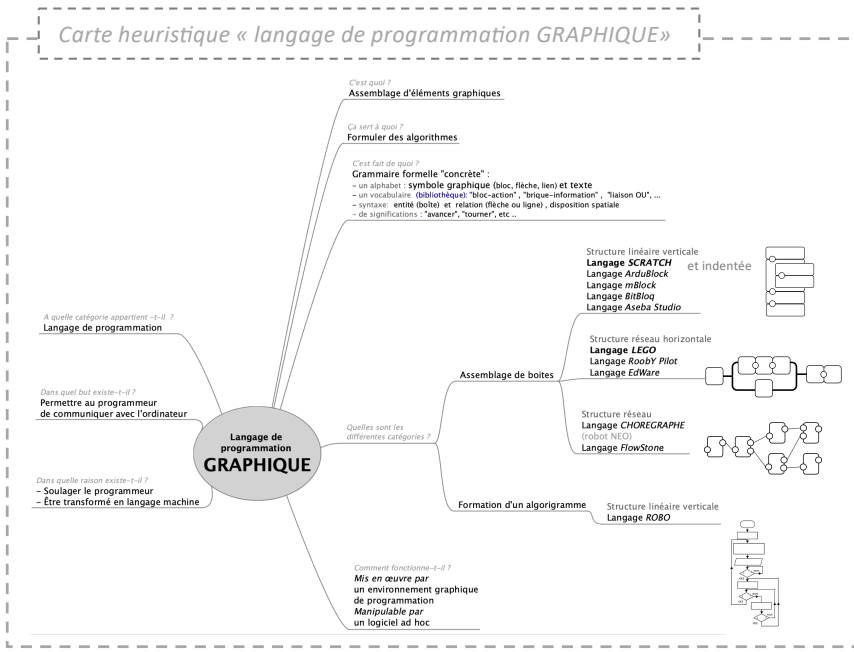 Carte heuristique « langage de programmation GRAPHIQUE»
C'est quoi ?
Assemblage d'éléments graphiques
Ça sert à quoi ?
Formuler des algorithmes
C'est fait de quoi ?
Grammaire formelle "concrète" :
– un alphabet : symbole graphique (bloc, flèche, lien) et texte
– un vocabulaire (bibliothèque): "bloc-action" , "brique-information" , "liaison OU", ...
– syntaxe: entité (boîte) et relation (flèche ou ligne) , disposition spatiale
– de significations : "avancer", "tourner", etc ..
A quelle catégorie appartient –t-il ?
Langage de programmation
Dans quel but existe-t-il ?
Permettre au programmeur
de communiquer avec l'ordinateur
Dans quelle raison existe-t-il ?
– Soulager le programmeur
– Être transformé en langage machine
Langage de
programmation
GRAPHIQUE
Quelles sont les
différentes catégories ?
Assemblage de boites
Structure linéaire verticale
Langage SCRATCH et indentée
Langage ArduBlock
Langage mBlock
Langage BitBloq
Langage Aseba Studio
Structure réseau horizontale
Langage LEGO
Langage RoobY Pilot
Langage EdWare
Structure réseau
Langage CHOREGRAPHE
(robot NEO)
Langage FlowStone
Formation d'un algorigramme
Structure linéaire verticale
Langage ROBO
Comment fonctionne-t-il ?
Mis en œuvre par
un environnement graphique
de programmation
Manipulable par
un logiciel ad hoc